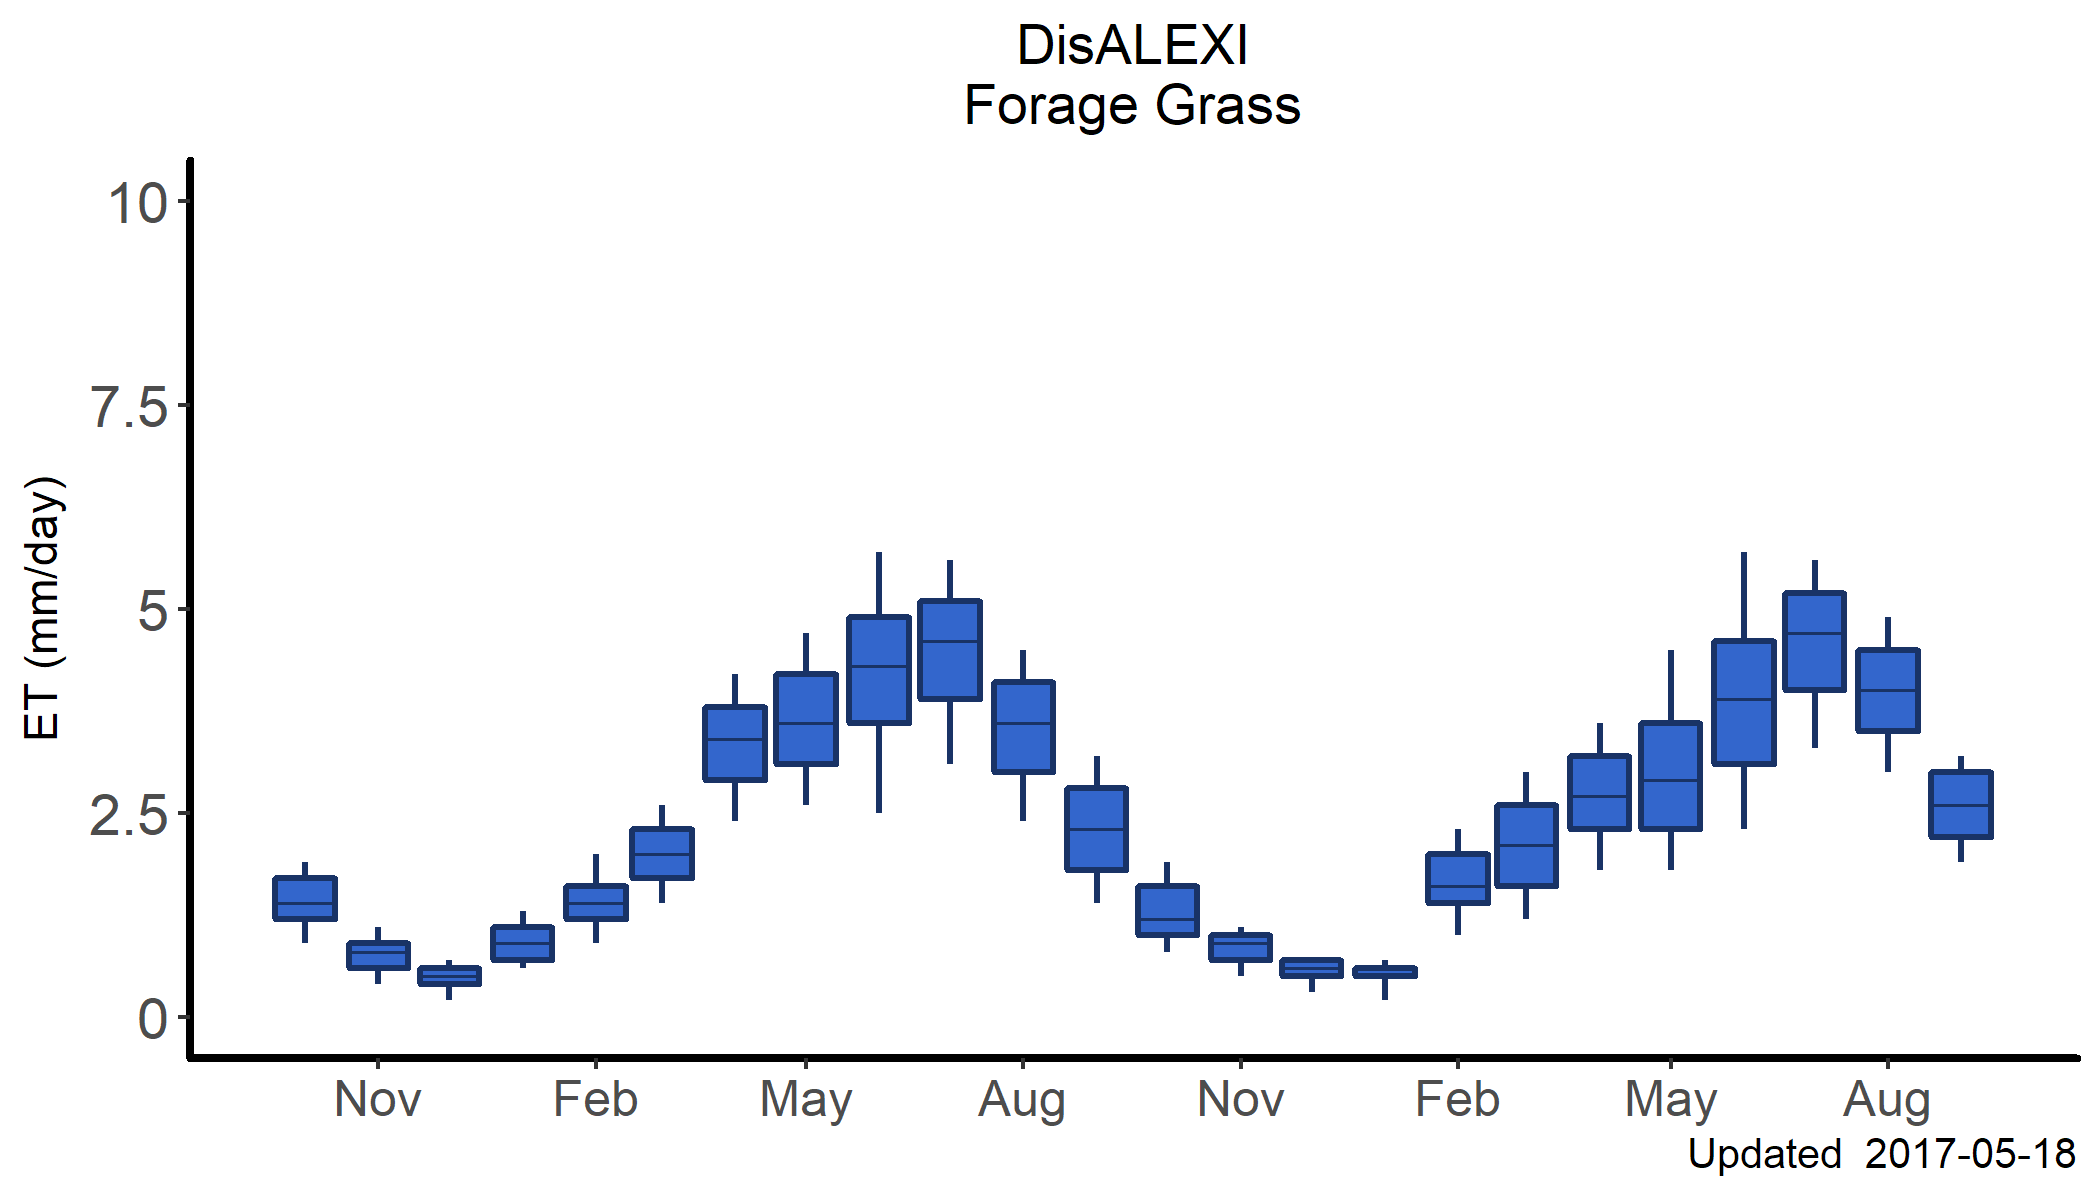 DisALEXI
Forage Grass
ET (mm/day)
10
7.5
5
2.5
0
Nov Feb May Aug Nov Feb May Aug
Updated 2017-05-18